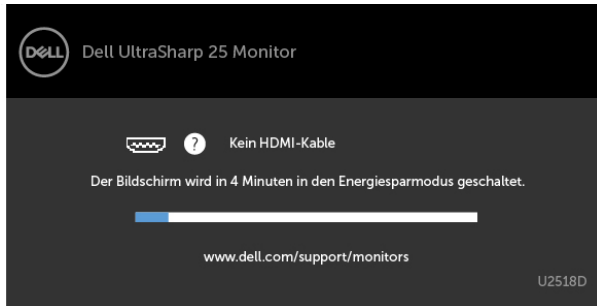 DELL
Dell UltraSharp 25 Monitor
? Kein HDMI-Kable
Der Bildschirm wird in 4 Minuten in den Energiesparmodus geschaltet.
www.dell.com/support/monitors
U2518D